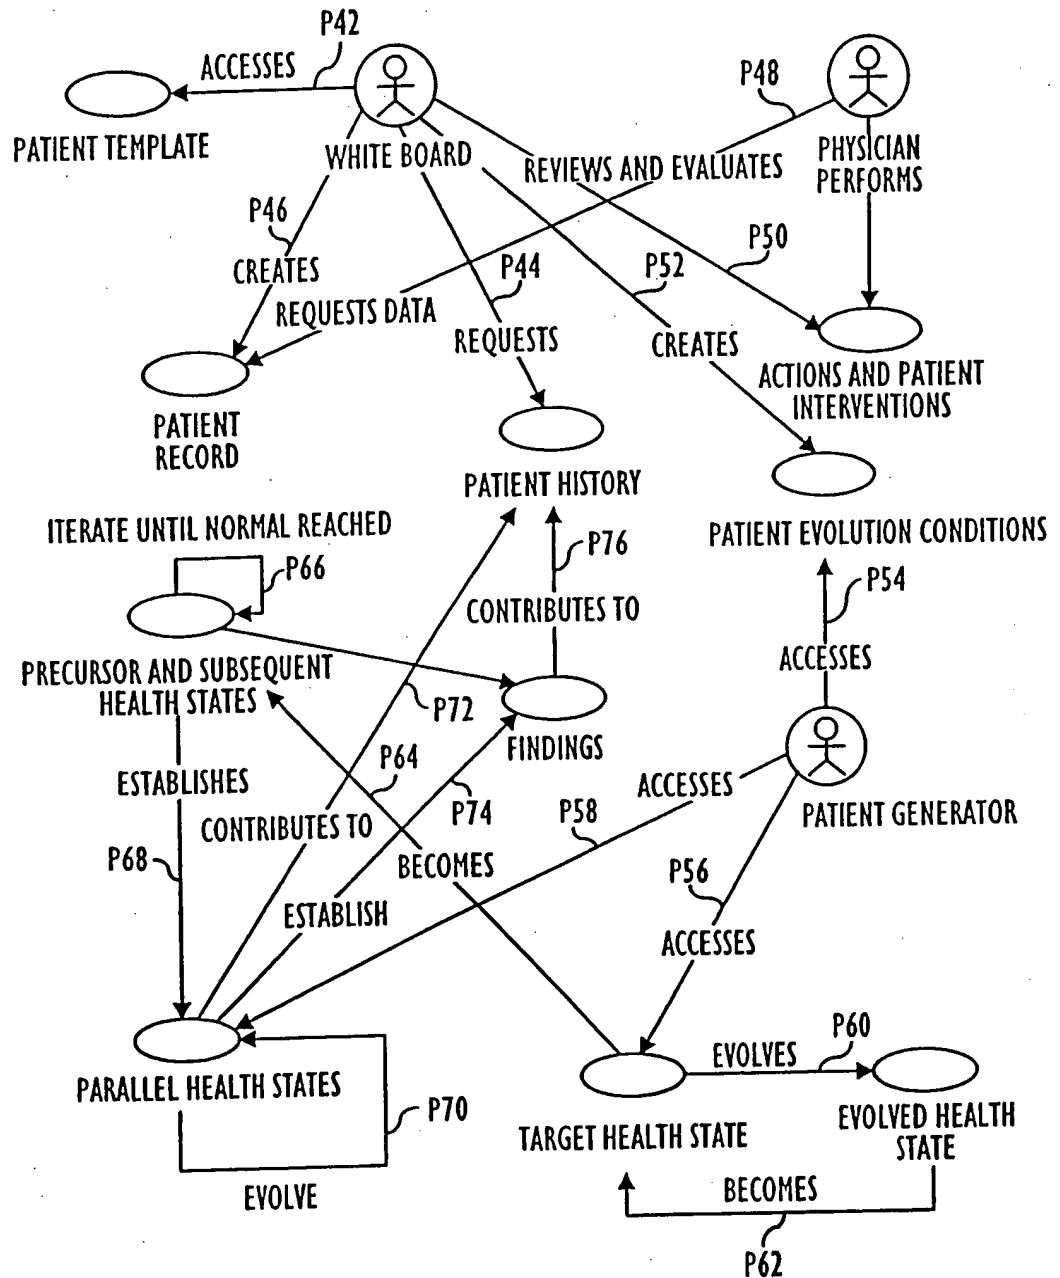 P42
ACCESSES
P48
PATIENT TEMPLATE
WHITE BOARD
REVIEWS AND EVALUATES
PHYSICIAN
PERFORMS
P46
P50
CREATES
P44
P52
REQUESTS DATA
REQUESTS
CREATES
ACTIONS AND PATIENT
INTERVENTIONS
PATIENT
RECORD
PATIENT HISTORY
ITERATE UNTIL NORMAL REACHED
PATIENT EVOLUTION CONDITIONS
P66
P76
P54
CONTRIBUTES TO
ACCESSES
PRECURSOR AND SUBSEQUENT
HEALTH STATES
P72
FINDINGS
P64
ESTABLISHES
ACCESSES
P74
P58
PATIENT GENERATOR
CONTRIBUTES TO
P68
BECOMES
P56
ESTABLISH
ACCESSES
P60
EVOLVES
PARALLEL HEALTH STATES
P70
TARGET HEALTH STATE
EVOLVED HEALTH
STATE
EVOLVE
BECOMES
P62